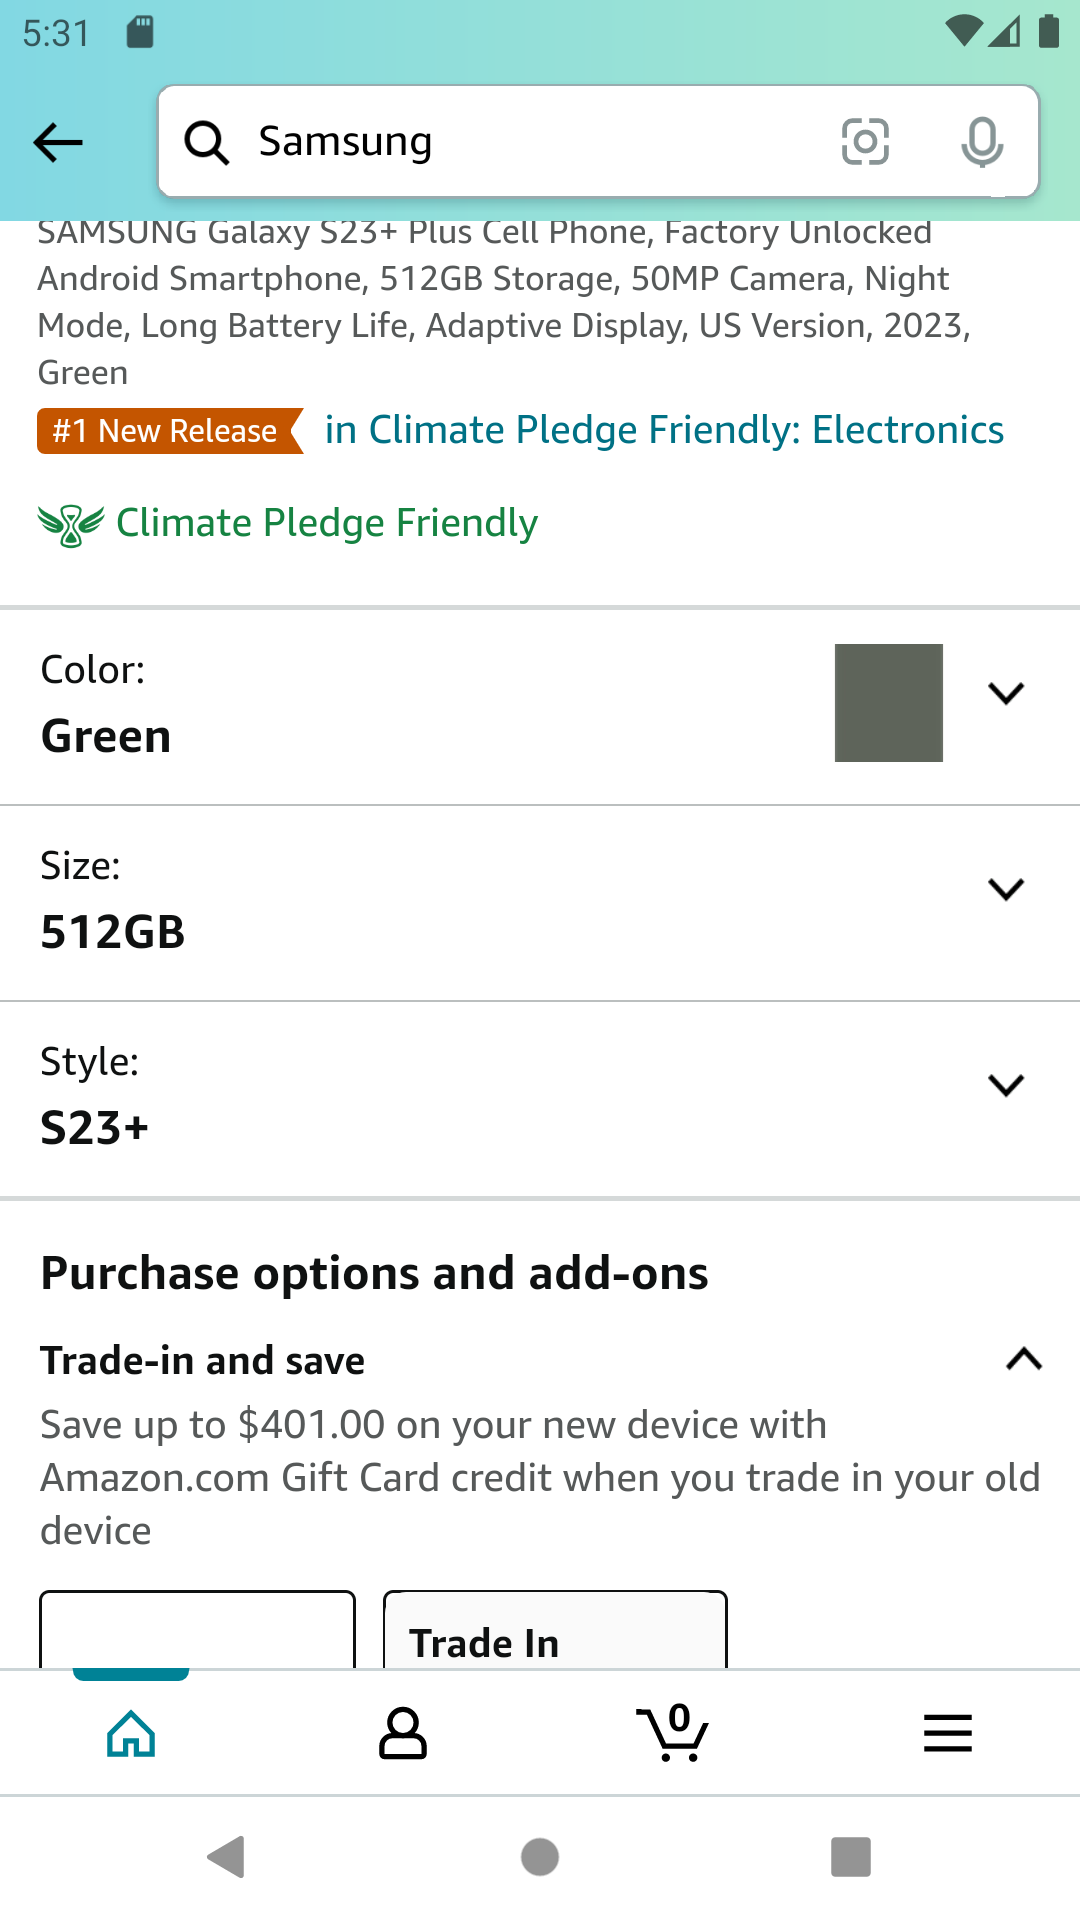 5:31
Samsung
SAMSUNG Galaxy S23+ Plus Cell Phone, Factory Unlocked
Android Smartphone, 512GB Storage, 50MP Camera, Night
Mode, Long Battery Life, Adaptive Display, US Version, 2023,
Green
#1 New Release in Climate Pledge Friendly: Electronics
Climate Pledge Friendly
Color:
Green
Size:
512GB
Style:
S23+
Purchase options and add-ons
Trade-in and save
Save up to $401.00 on your new device with
Amazon.com Gift Card credit when you trade in your old
device
Trade In
0